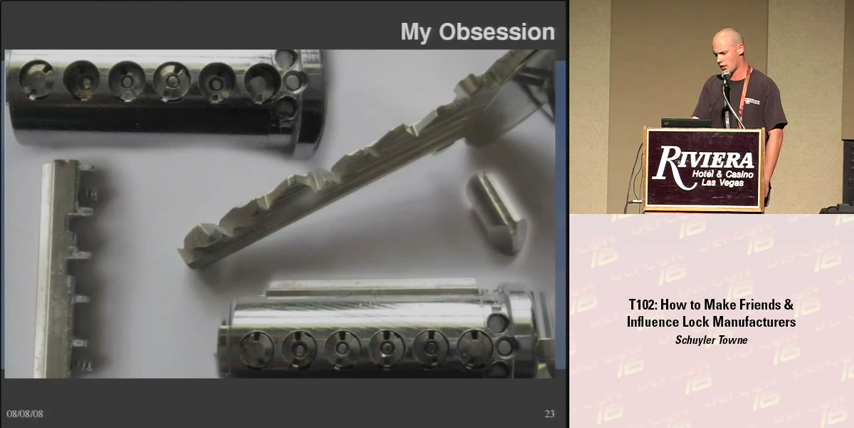 My Obsession
08/08/08
23
RIVIERA
Hotel & Casino
Las Vegas
T102: How to Make Friends &
Influence Lock Manufacturers
Schuyler Towne